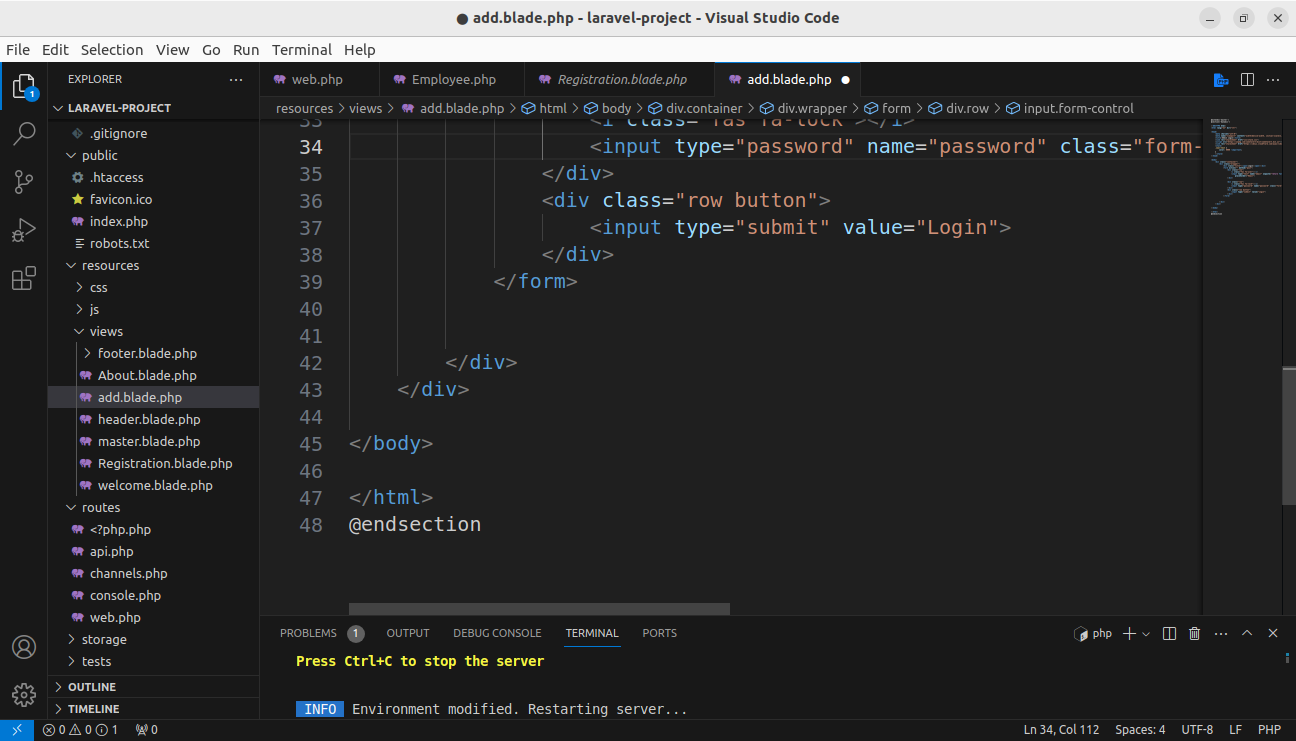 add.blade.php - laravel-project - Visual Studio Code
File Edit Selection View Go Run Terminal Help
EXPLORER
LARAVEL-PROJECT
.gitignore
public
.htaccess
favicon.ico
index.php
robots.txt
resources
css
js
views
footer.blade.php
About.blade.php
add.blade.php
header.blade.php
master.blade.php
Registration.blade.php
welcome.blade.php
routes
<?php.php
api.php
channels.php
console.php
web.php
storage
tests
OUTLINE
TIMELINE
1
web.php Employee.php Registration.blade.php add.blade.php
resources > views > add.blade.php > html > body > div.container > div.wrapper > form > div.row > input.form-control
33 <i class="fas fa-lock"></i>
34 <input type="password" name="password" class="form-
35 </div>
36 <div class="row button">
37 <input type="submit" value="Login">
38 </div>
39 </form>
40
41
42 </div>
43 </div>
44
45 </body>
46
47 </html>
48 @endsection
PROBLEMS 1 OUTPUT DEBUG CONSOLE TERMINAL PORTS
php
Press Ctrl+C to stop the server
INFO Environment modified. Restarting server...
0 0 1 0
Ln 34, Col 112 Spaces: 4 UTF-8 LF PHP